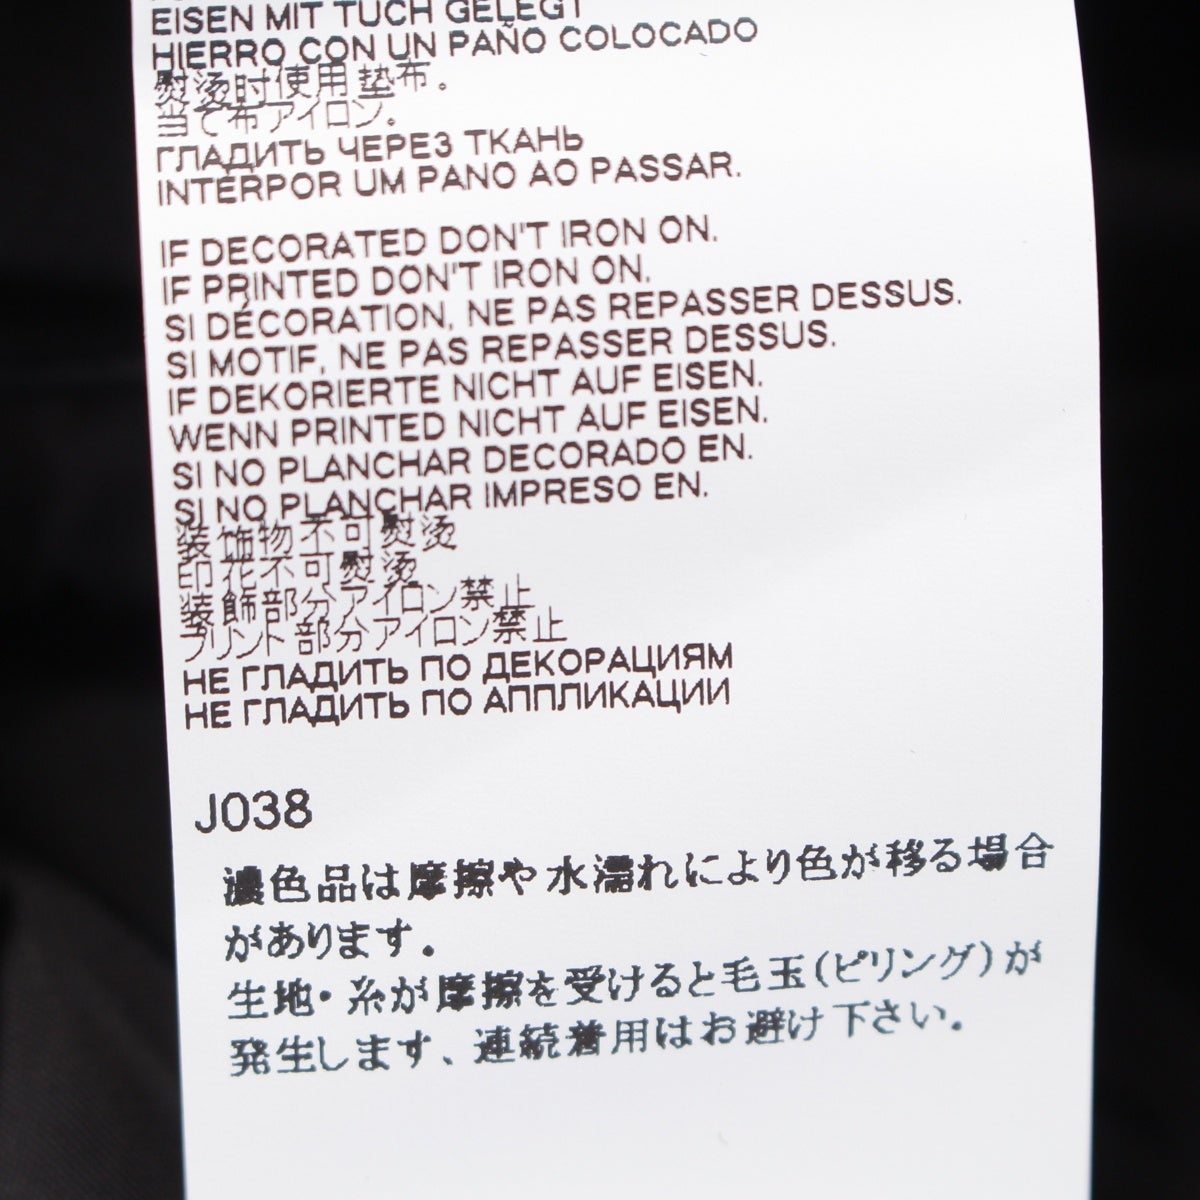 EISEN MIT TUCH GELEGT
HIERRO CON UN PAÑO COLOCADO
熨烫时使用垫布。
当て布アイロン。
ГЛАДИТЬ ЧЕРЕЗ ТКАНЬ
INTERPOR UM PANO AO PASSAR.
IF DECORATED DON'T IRON ON.
IF PRINTED DON'T IRON ON.
SI DÉCORATION, NE PAS REPASSER DESSUS.
SI MOTIF, NE PAS REPASSER DESSUS.
IF DEKORIERTE NICHT AUF EISEN.
WENN PRINTED NICHT AUF EISEN.
SI NO PLANCHAR DECORADO EN.
SI NO PLANCHAR IMPRESO EN.
装饰物不可熨烫
印花不可熨烫
装飾部分アイロン禁止
プリント部分アイロン禁止
НЕ ГЛАДИТЬ ПО ДЕКОРАЦИЯМ
НЕ ГЛАДИТЬ ПО АППЛИКАЦИИ
J038
濃色品は摩擦や水濡れにより色が移る場合
があります。
生地・糸が摩擦を受けると毛玉(ピリング)が
発生します、連続着用はお避け下さい。